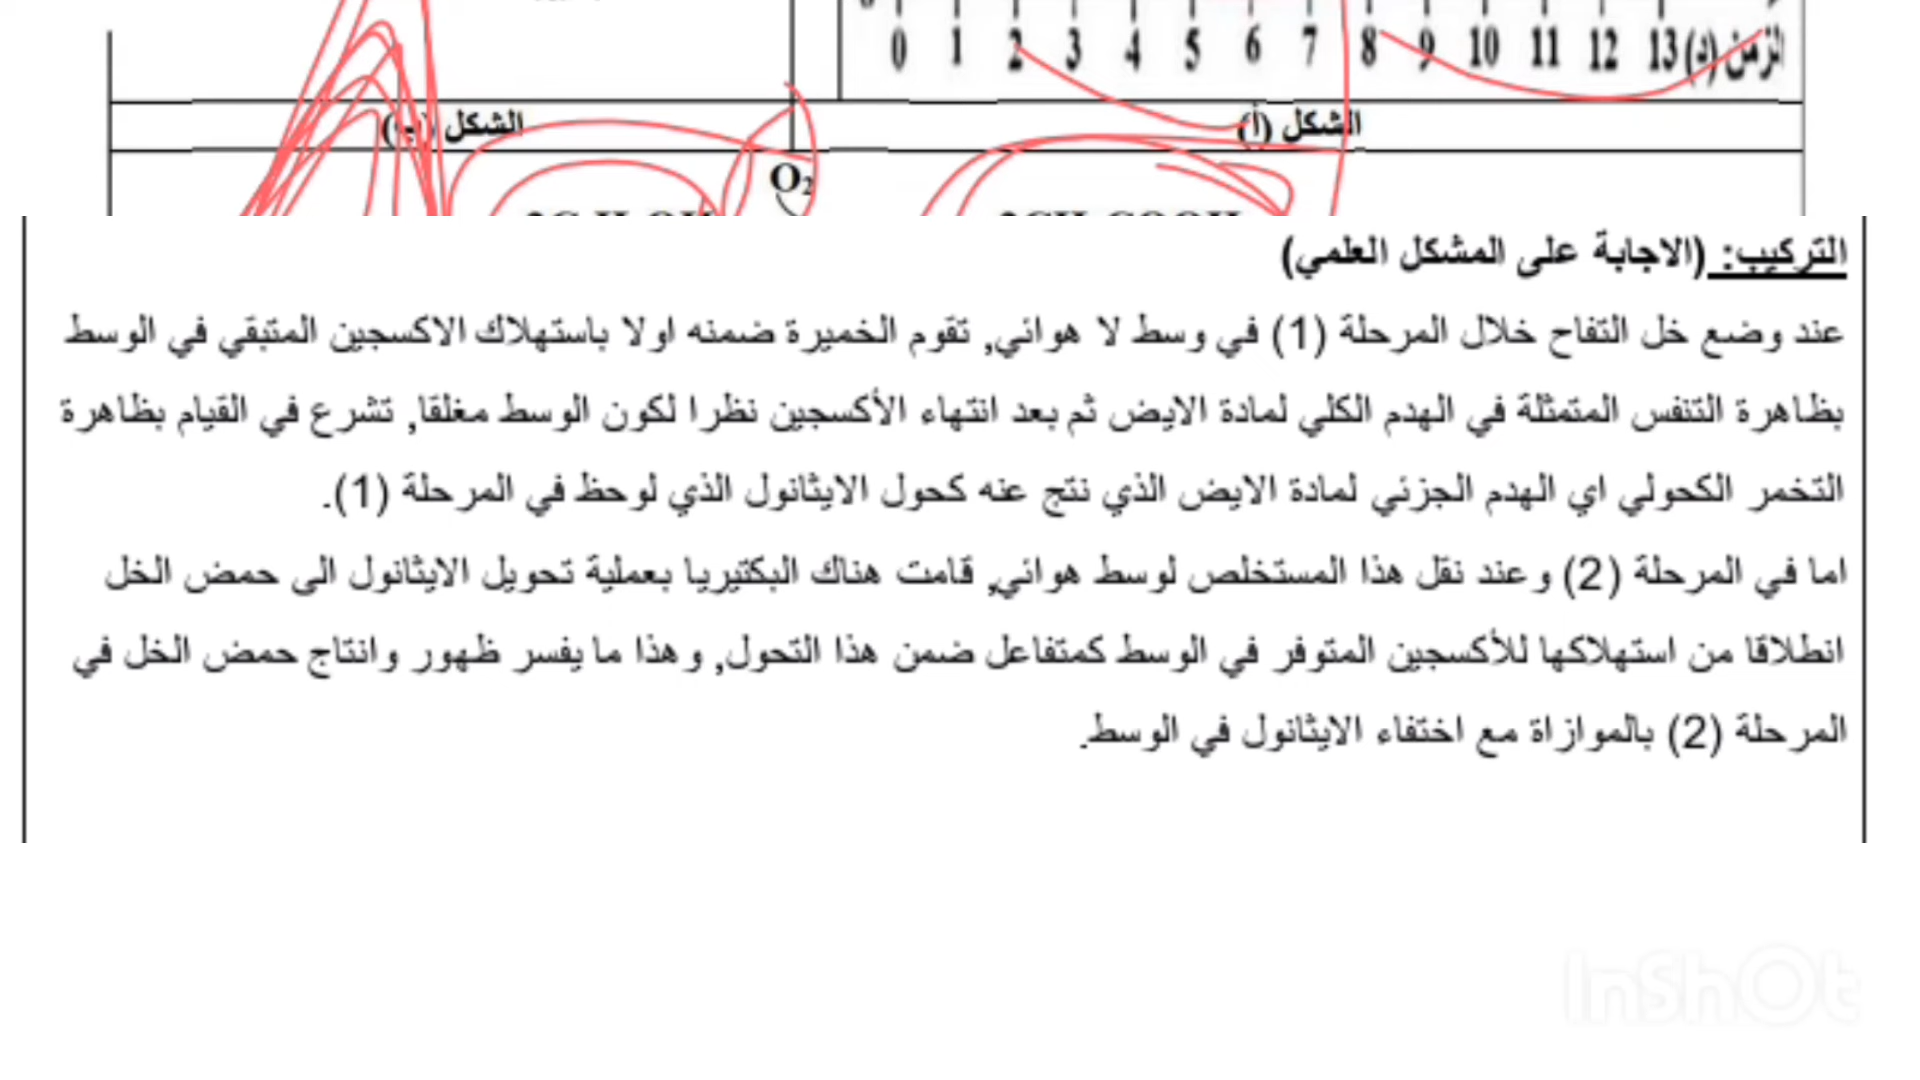 0 1 2 3 4 5 6 7 8 9 10 11 12 13 الزمن (د)
الشكل (أ)
الشكل (ب)
O2
التركيب: (الاجابة على المشكل العلمي)
عند وضع خل التفاح خلال المرحلة (1) في وسط لا هوائي, تقوم الخميرة ضمنه اولا باستهلاك الاكسجين المتبقي في الوسط
بظاهرة التنفس المتمثلة في الهدم الكلي لمادة الايض ثم بعد انتهاء الأكسجين نظرا لكون الوسط مغلقا, تشرع في القيام بظاهرة
التخمر الكحولي اي الهدم الجزئي لمادة الايض الذي نتج عنه كحول الايثانول الذي لوحظ في المرحلة (1).
اما في المرحلة (2) وعند نقل هذا المستخلص لوسط هوائي, قامت هناك البكتيريا بعملية تحويل الايثانول الى حمض الخل
انطلاقا من استهلاكها للأكسجين المتوفر في الوسط كمتفاعل ضمن هذا التحول, وهذا ما يفسر ظهور وانتاج حمض الخل في
المرحلة (2) بالموازاة مع اختفاء الايثانول في الوسط.
InShOt